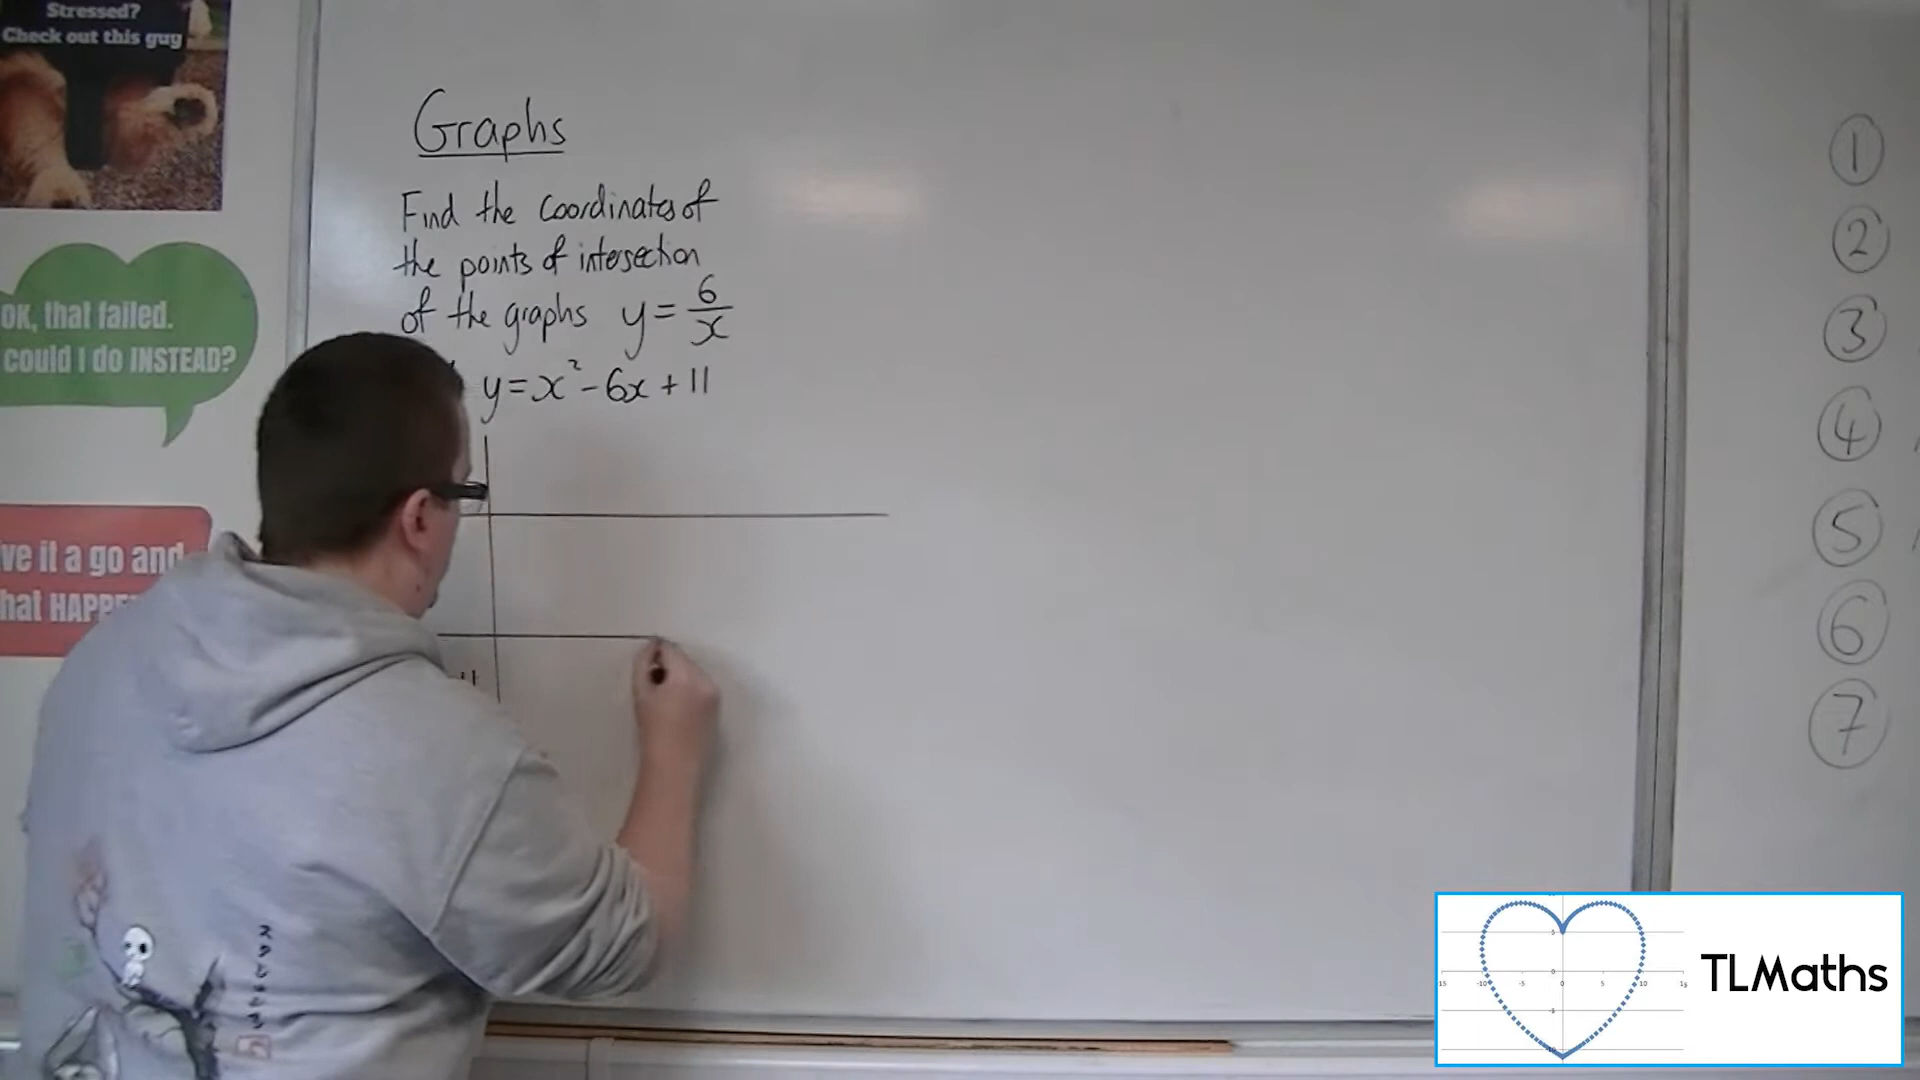 Stressed?
Check out this guy
OK, that failed.
could I do INSTEAD?
ive it a go and
hat HAPPE
Graphs
Find the coordinates of
the points of intersection
of the graphs y = 6/x
y = x² - 6x + 11
1
2
3
4
5
6
7
TLMaths